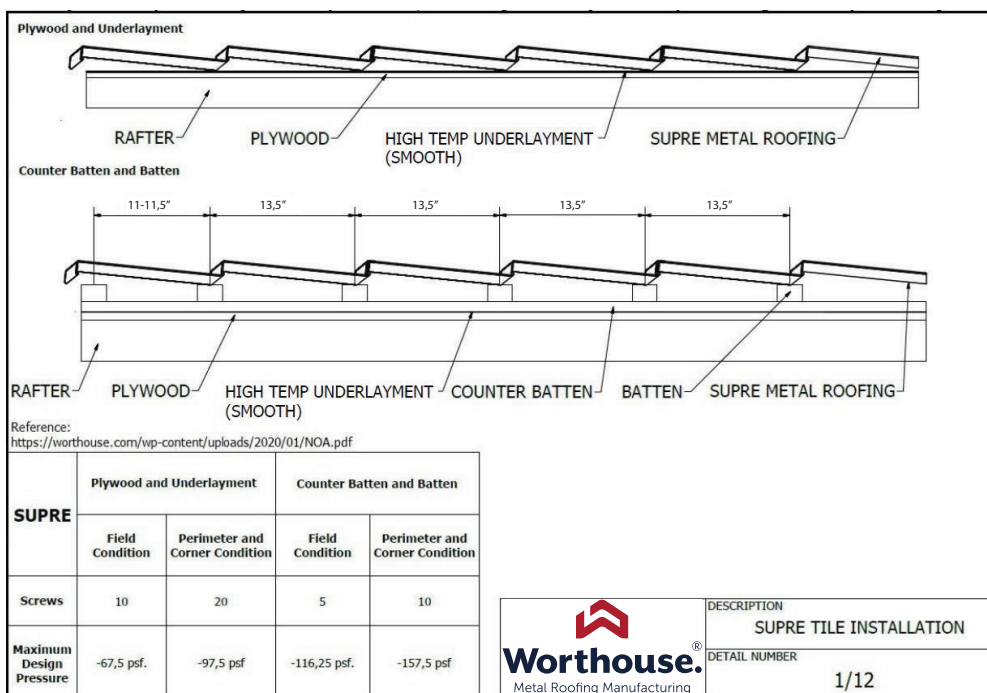 Plywood and Underlayment
RAFTER
PLYWOOD
HIGH TEMP UNDERLAYMENT
(SMOOTH)
SUPRE METAL ROOFING
Counter Batten and Batten
11-11,5"
13,5"
13,5"
13,5"
13,5"
RAFTER
PLYWOOD
HIGH TEMP UNDERLAYMENT
(SMOOTH)
COUNTER BATTEN
BATTEN
SUPRE METAL ROOFING
Reference:
https://worthouse.com/wp-content/uploads/2020/01/NOA.pdf
SUPRE
Plywood and Underlayment
Counter Batten and Batten
Field
Condition
Perimeter and
Corner Condition
Field
Condition
Perimeter and
Corner Condition
Screws
10
20
5
10
Maximum
Design
Pressure
-67,5 psf.
-97,5 psf
-116,25 psf.
-157,5 psf
Worthouse.®
Metal Roofing Manufacturing
DESCRIPTION
SUPRE TILE INSTALLATION
DETAIL NUMBER
1/12